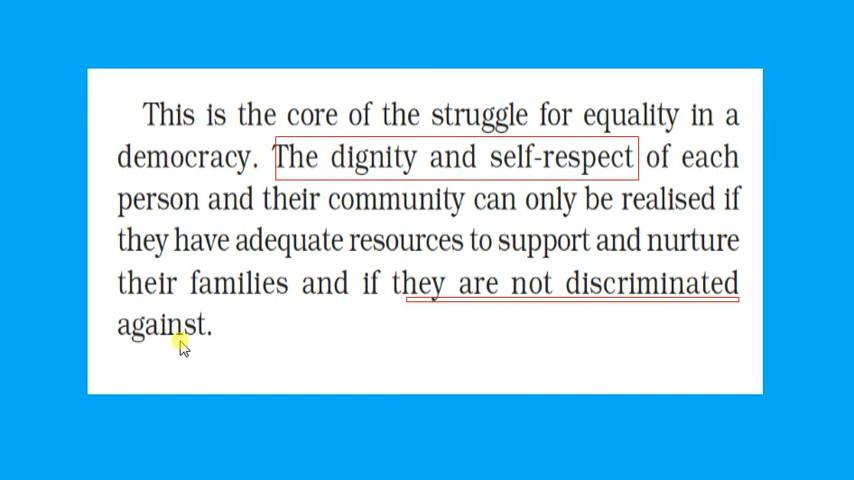 This is the core of the struggle for equality in a
democracy. The dignity and self-respect of each
person and their community can only be realised if
they have adequate resources to support and nurture
their families and if they are not discriminated
against.